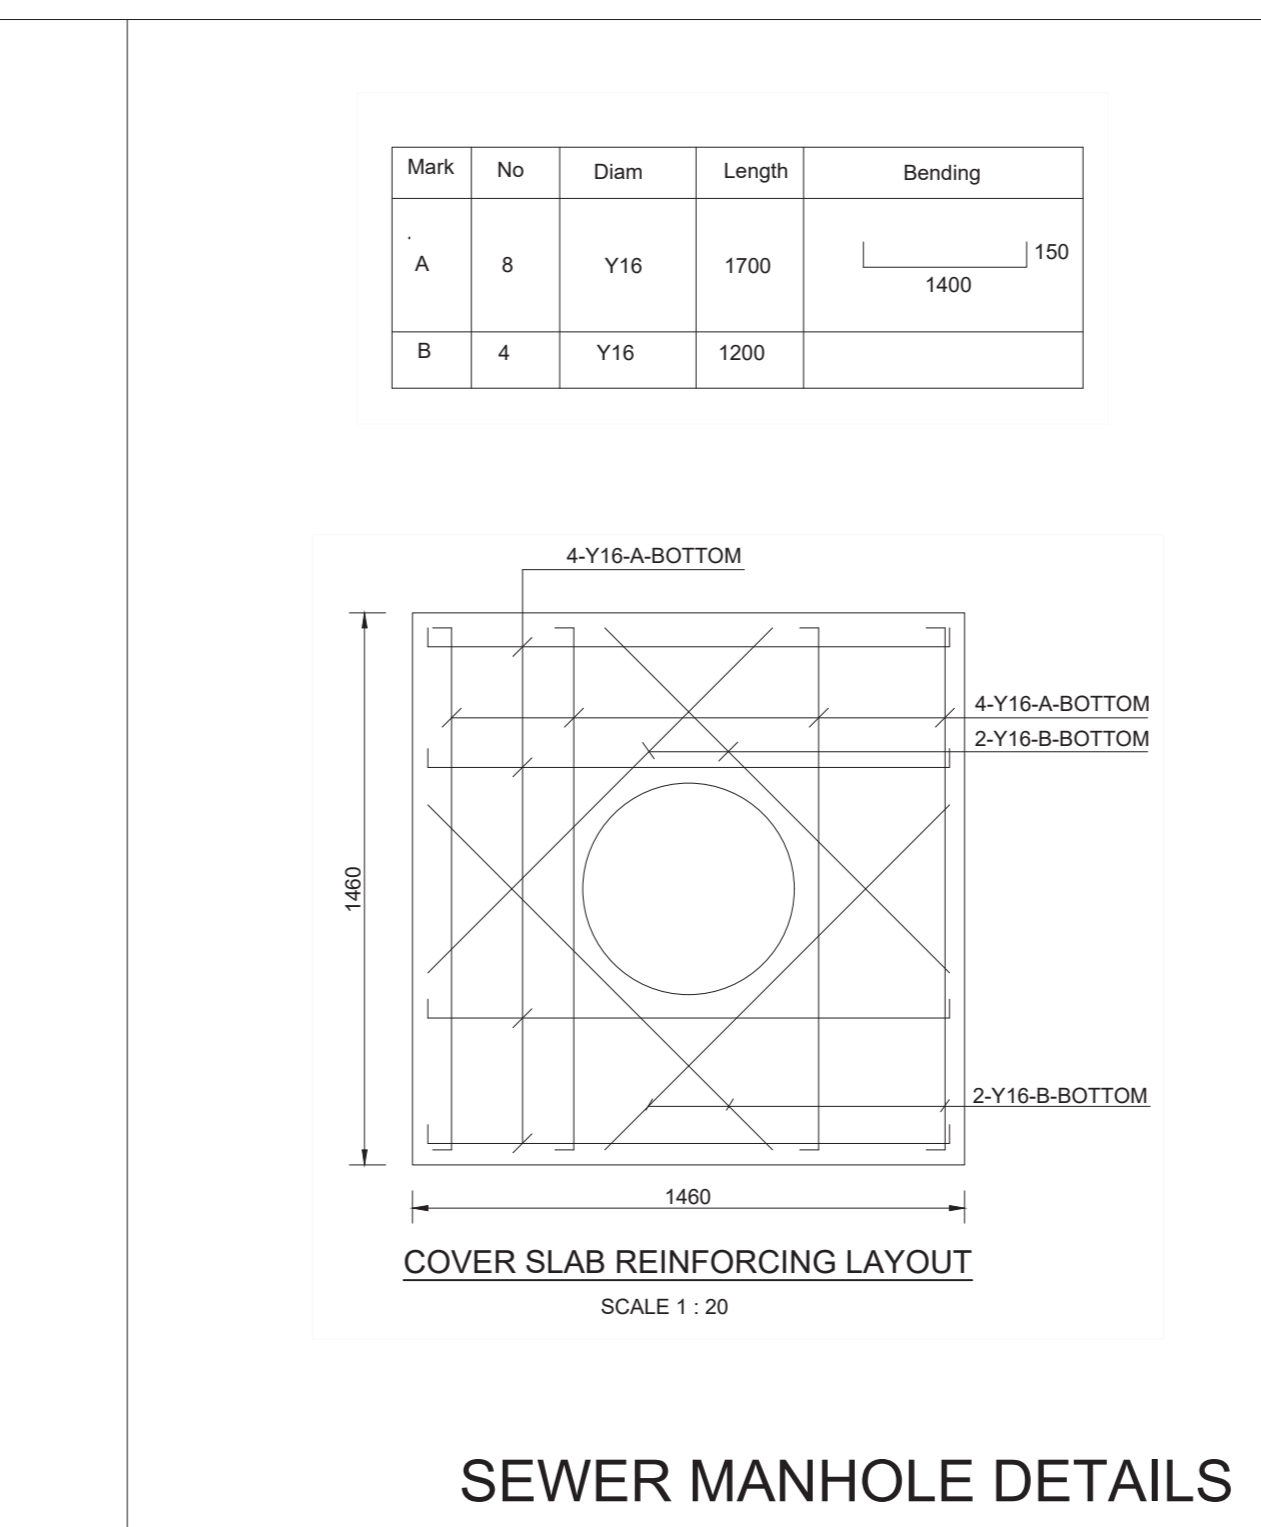 Mark No Diam Length Bending
A 8 Y16 1700 150
1400
B 4 Y16 1200
4-Y16-A-BOTTOM
4-Y16-A-BOTTOM
2-Y16-B-BOTTOM
1460
2-Y16-B-BOTTOM
1460
COVER SLAB REINFORCING LAYOUT
SCALE 1 : 20
SEWER MANHOLE DETAILS